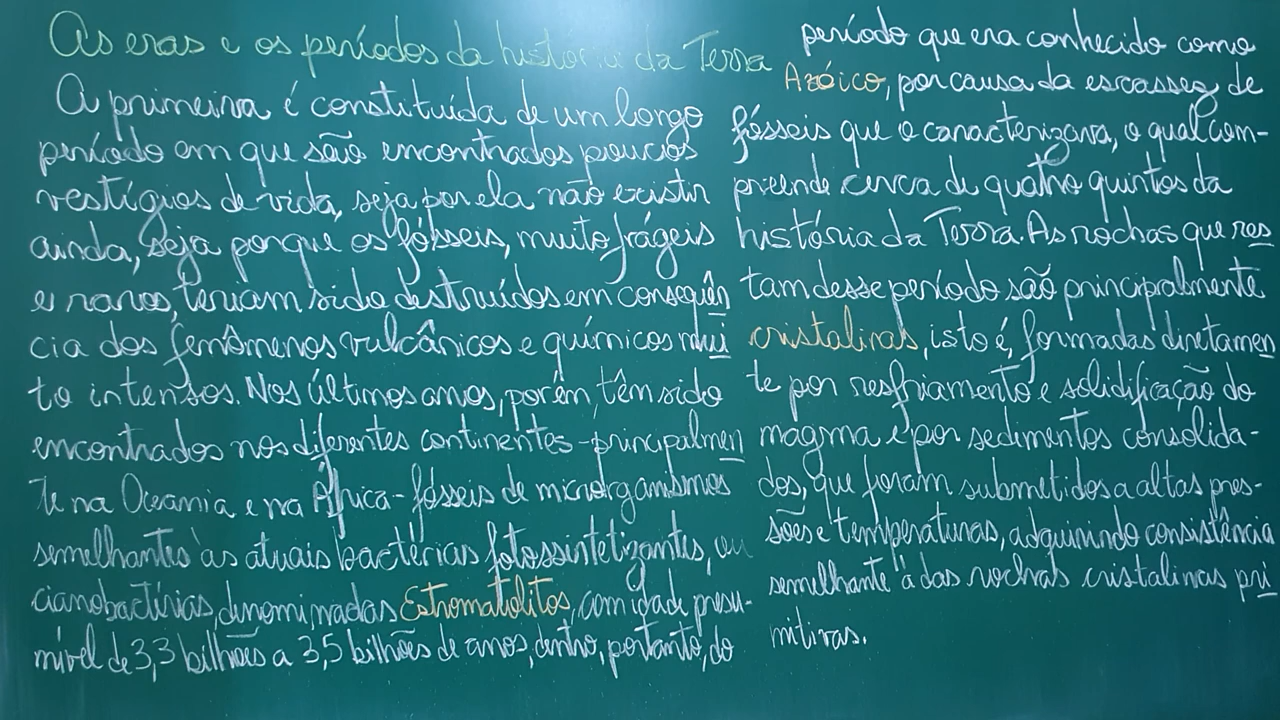 As eras e os períodos da história da Terra
A primeira é constituída de um longo
período em que são encontrados poucos
vestígios de vida, seja por ela não existir
ainda, seja porque os fósseis, muito frágeis
e raros, teriam sido destruídos em consequên
cia dos fenômenos vulcânicos e químicos mui
to intensos. Nos últimos anos, porém, têm sido
encontrados nos diferentes continentes - principalmen
te na Oceania e na África - fósseis de microrganismos
semelhantes às atuais bactérias fotossintetizantes, ou
cianobactérias, denominadas Estromatolitos, com idade presu-
mível de 3,3 bilhões a 3,5 bilhões de anos, dentro, portanto, do
período que era conhecido como
Azóico, por causa da escassez de
fósseis que o caracterizava, o qual com-
preende cerca de quatro quintos da
história da Terra. As rochas que res
tam desse período são principalmente
cristalinas, isto é, formadas diretamen
te por resfriamento e solidificação do
magma e por sedimentos consolida-
dos, que foram submetidos a altas pres-
sões e temperaturas, adquirindo consistência
semelhante à das rochas cristalinas pri
mitivas.